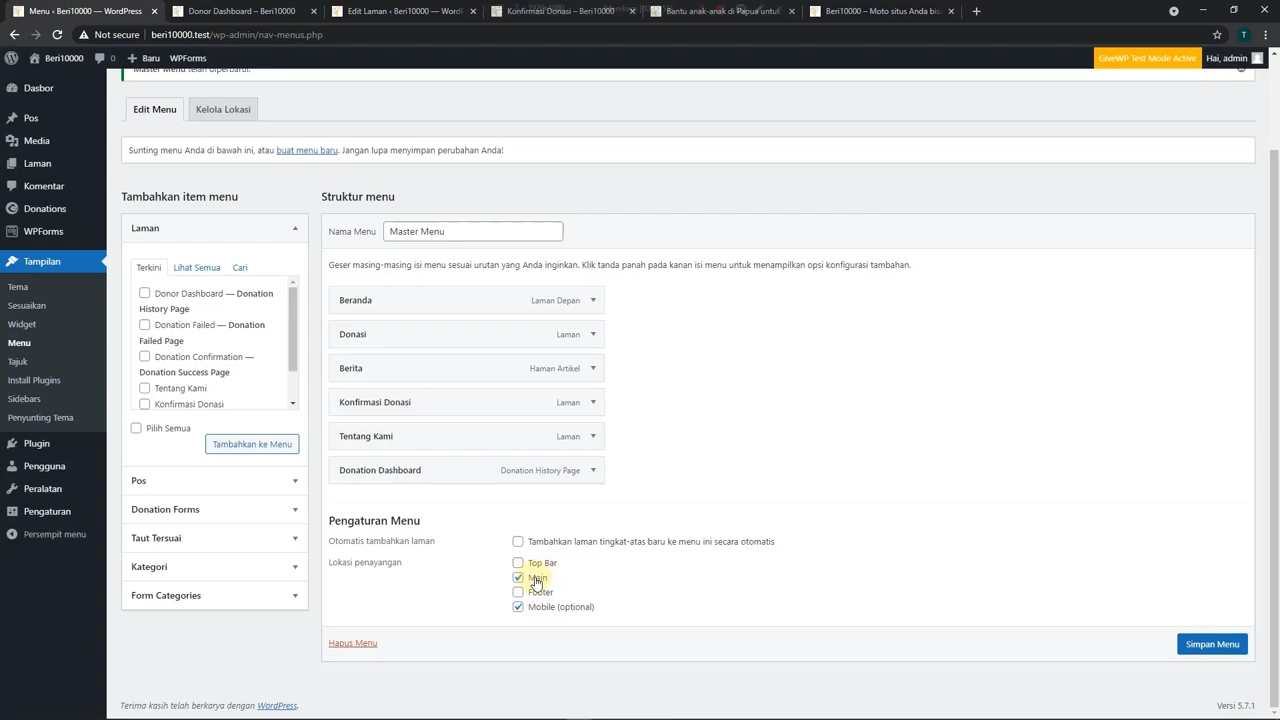 Menu ‹ Beri10000 — WordPress
Donor Dashboard – Beri10000
Edit Laman ‹ Beri10000 — Word
Konfirmasi Donasi – Beri10000
Bantu anak-anak di Papua untuk
Beri10000 – Moto situs Anda bis
Not secure
beri10000.test/wp-admin/nav-menus.php
T
Beri10000
0
Baru
WPForms
GiveWP Test Mode Active
Hai, admin
Dasbor
Pos
Media
Laman
Komentar
Donations
WPForms
Tampilan
Tema
Sesuaikan
Widget
Menu
Tajuk
Install Plugins
Sidebars
Penyunting Tema
Plugin
Pengguna
Peralatan
Pengaturan
Persempit menu
Master Menu telah diperbarui.
Edit Menu
Kelola Lokasi
Sunting menu Anda di bawah ini, atau buat menu baru. Jangan lupa menyimpan perubahan Anda!
Tambahkan item menu
Laman
Terkini
Lihat Semua
Cari
Donor Dashboard — Donation
History Page
Donation Failed — Donation
Failed Page
Donation Confirmation —
Donation Success Page
Tentang Kami
Konfirmasi Donasi
Pilih Semua
Tambahkan ke Menu
Pos
Donation Forms
Taut Tersuai
Kategori
Form Categories
Struktur menu
Nama Menu
Master Menu
Geser masing-masing isi menu sesuai urutan yang Anda inginkan. Klik tanda panah pada kanan isi menu untuk menampilkan opsi konfigurasi tambahan.
Beranda Laman Depan
Donasi Laman
Berita Haman Artikel
Konfirmasi Donasi Laman
Tentang Kami Laman
Donation Dashboard Donation History Page
Pengaturan Menu
Otomatis tambahkan laman
Tambahkan laman tingkat-atas baru ke menu ini secara otomatis
Lokasi penayangan
Top Bar
Main
Footer
Mobile (optional)
Hapus Menu
Simpan Menu
Terima kasih telah berkarya dengan WordPress.
Versi 5.7.1